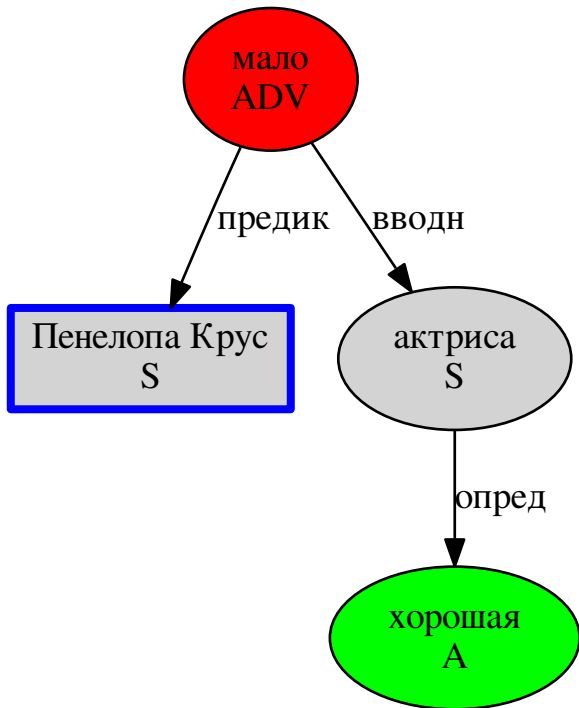 мало
ADV
предик
вводн
Пенелопа Крус
S
актриса
S
опред
хорошая
A